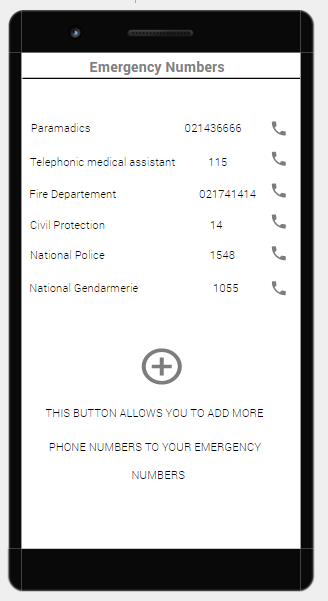 Emergency Numbers
Paramadics 021436666
Telephonic medical assistant 115
Fire Departement 021741414
Civil Protection 14
National Police 1548
National Gendarmerie 1055
THIS BUTTON ALLOWS YOU TO ADD MORE
PHONE NUMBERS TO YOUR EMERGENCY
NUMBERS